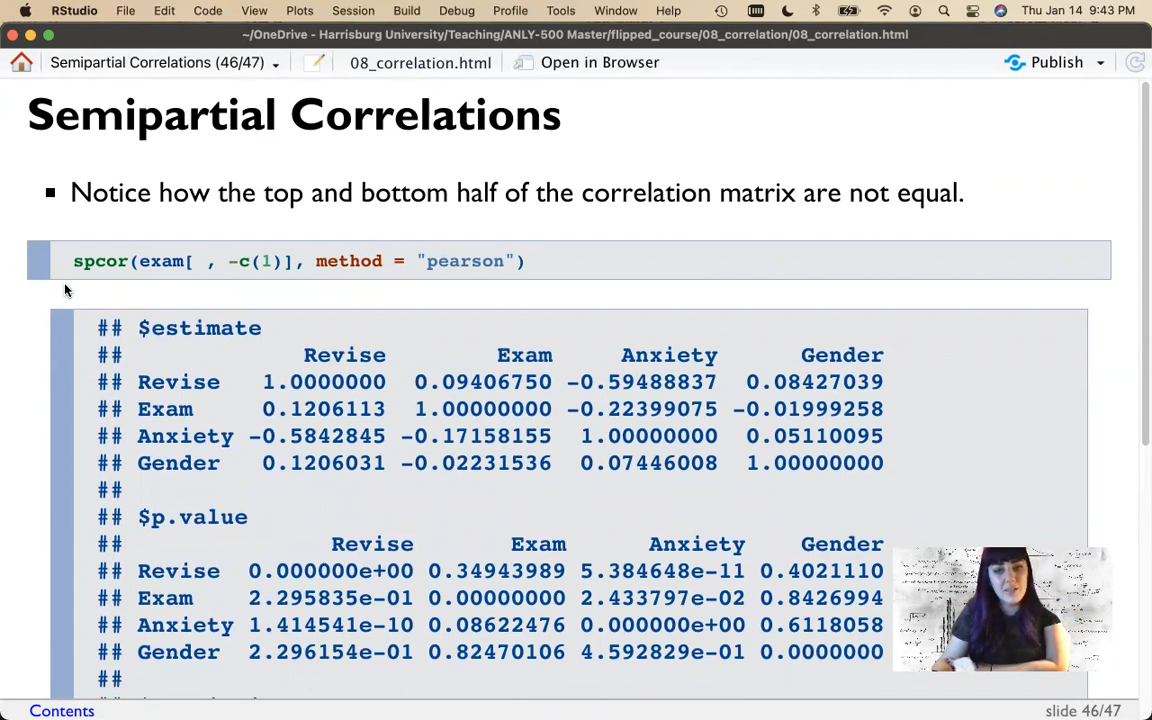 RStudio File Edit Code View Plots Session Build Debug Profile Tools Window Help Thu Jan 14 9:43 PM
~/OneDrive - Harrisburg University/Teaching/ANLY-500 Master/flipped_course/08_correlation/08_correlation.html
Semipartial Correlations (46/47) 08_correlation.html Open in Browser Publish
Semipartial Correlations
Notice how the top and bottom half of the correlation matrix are not equal.
spcor(exam[ , -c(1)], method = "pearson")
## $estimate
## Revise Exam Anxiety Gender
## Revise 1.0000000 0.09406750 -0.59488837 0.08427039
## Exam 0.1206113 1.00000000 -0.22399075 -0.01999258
## Anxiety -0.5842845 -0.17158155 1.00000000 0.05110095
## Gender 0.1206031 -0.02231536 0.07446008 1.00000000
##
## $p.value
## Revise Exam Anxiety Gender
## Revise 0.000000e+00 0.34943989 5.384648e-11 0.4021110
## Exam 2.295835e-01 0.00000000 2.433797e-02 0.8426994
## Anxiety 1.414541e-10 0.08622476 0.000000e+00 0.6118058
## Gender 2.296154e-01 0.82470106 4.592829e-01 0.0000000
##
Contents slide 46/47